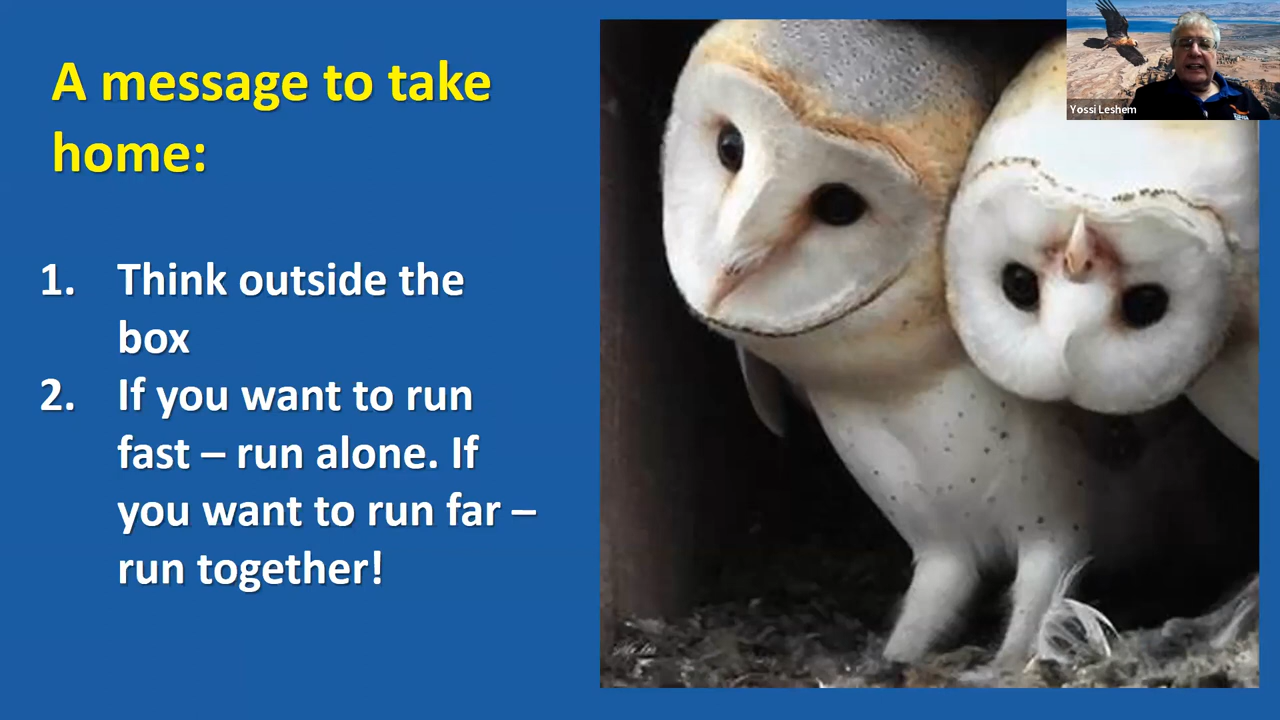 A message to take
home:
1. Think outside the
box
2. If you want to run
fast – run alone. If
you want to run far –
run together!
Yossi Leshem